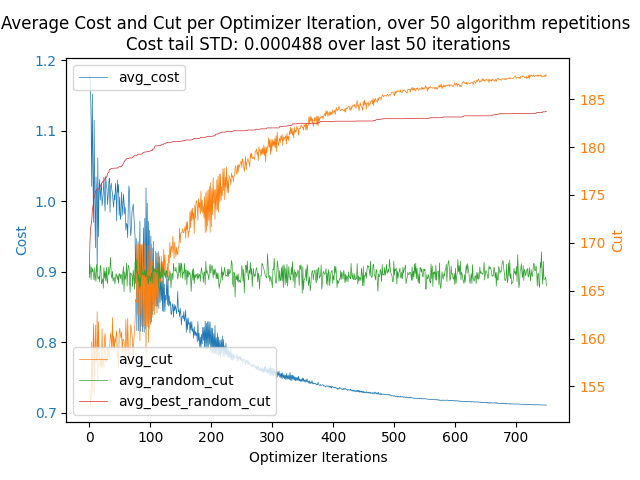 Average Cost and Cut per Optimizer Iteration, over 50 algorithm repetitions
Cost tail STD: 0.000488 over last 50 iterations
avg_cost
1.2
1.1
1.0
0.9
0.8
0.7
Cost
185
180
175
170
165
160
155
Cut
avg_cut
avg_random_cut
avg_best_random_cut
0 100 200 300 400 500 600 700
Optimizer Iterations